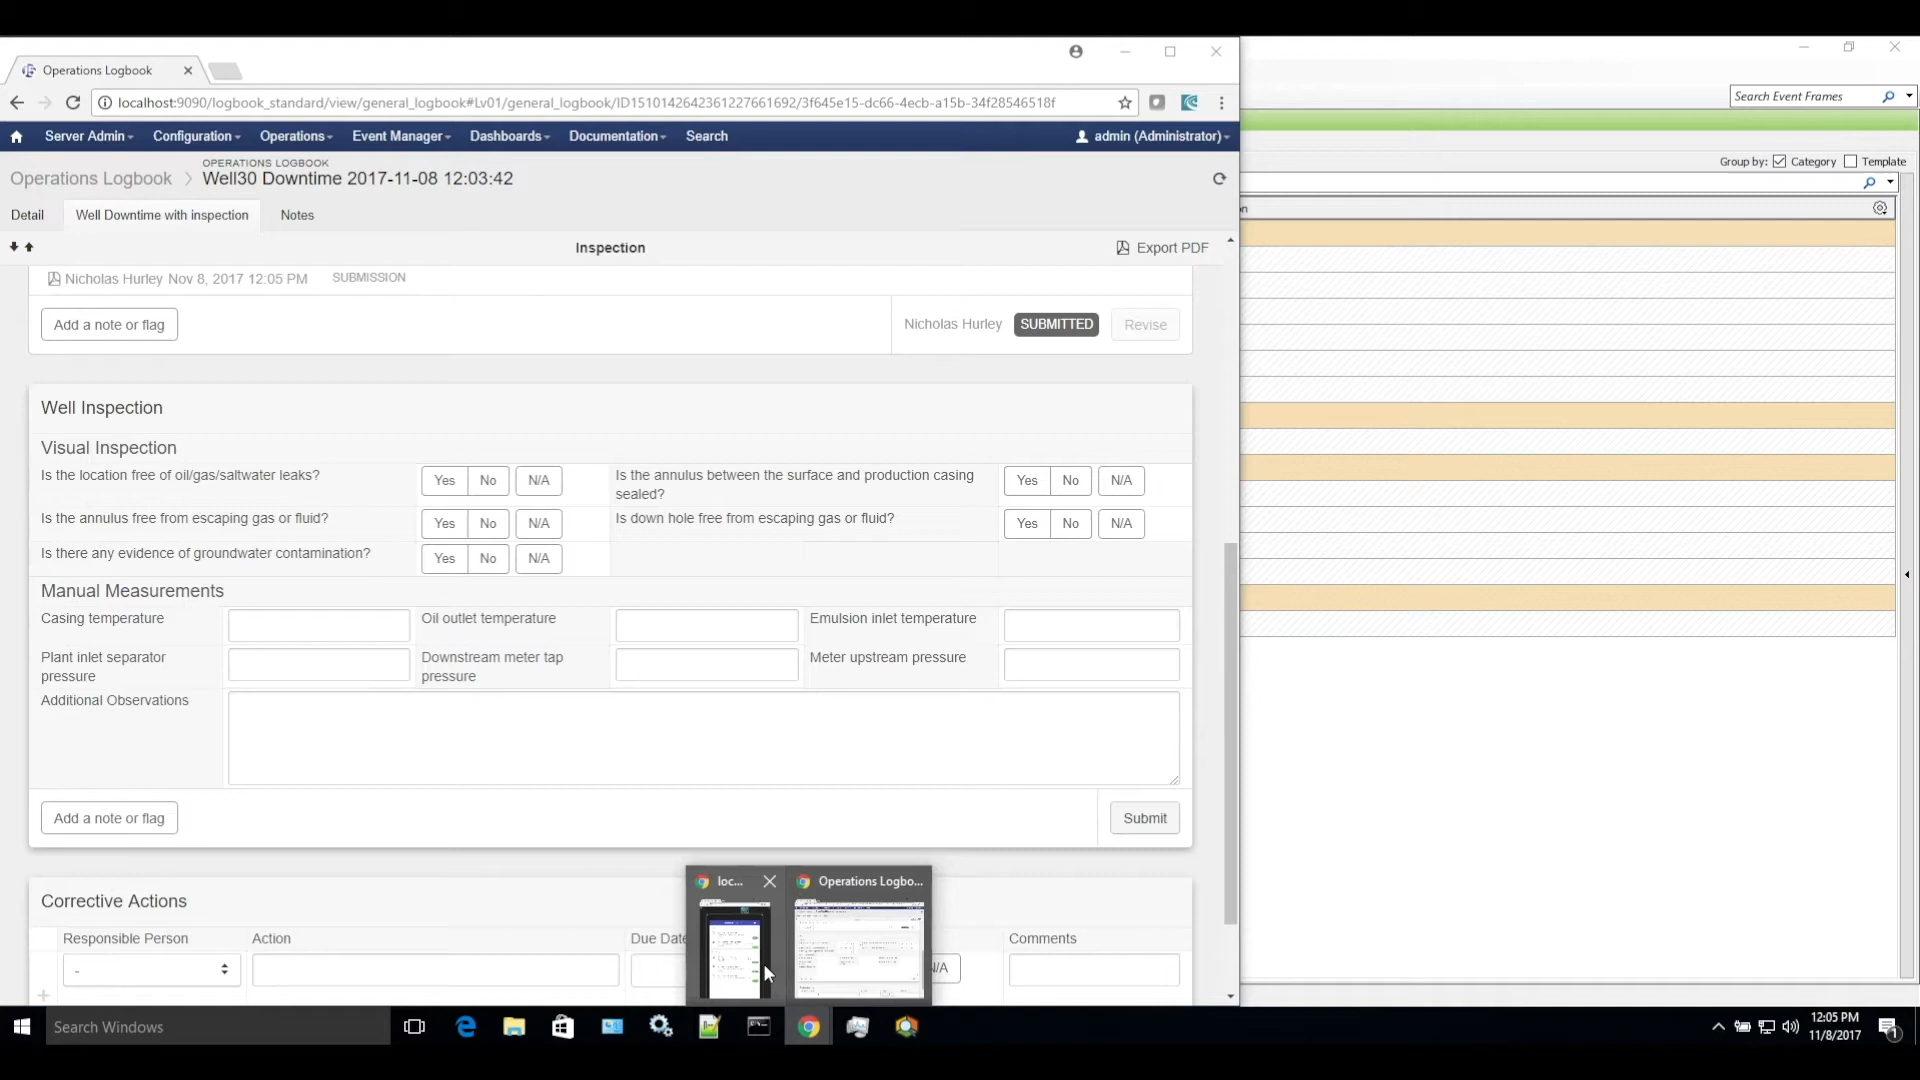 Operations Logbook
localhost:9090/logbook_standard/view/general_logbook#Lv01/general_logbook/ID1510142642361227661692/3f645e15-dc66-4ecb-a15b-34f28546518f
Search Event Frames
Server Admin Configuration Operations Event Manager Dashboards Documentation Search admin (Administrator)
Group by: Category Template
OPERATIONS LOGBOOK
Operations Logbook Well30 Downtime 2017-11-08 12:03:42
Detail Well Downtime with inspection Notes
Inspection Export PDF
Nicholas Hurley Nov 8, 2017 12:05 PM SUBMISSION
Add a note or flag Nicholas Hurley SUBMITTED Revise
Well Inspection
Visual Inspection
Is the location free of oil/gas/saltwater leaks? Yes No N/A Is the annulus between the surface and production casing
sealed? Yes No N/A
Is the annulus free from escaping gas or fluid? Yes No N/A Is down hole free from escaping gas or fluid? Yes No N/A
Is there any evidence of groundwater contamination? Yes No N/A
Manual Measurements
Casing temperature Oil outlet temperature Emulsion inlet temperature
Plant inlet separator Downstream meter tap Meter upstream pressure
pressure pressure
Additional Observations
Add a note or flag Submit
loc... Operations Logbo...
Corrective Actions
Responsible Person Action Due Date Comments
- N/A
Search Windows
12:05 PM
11/8/2017
1